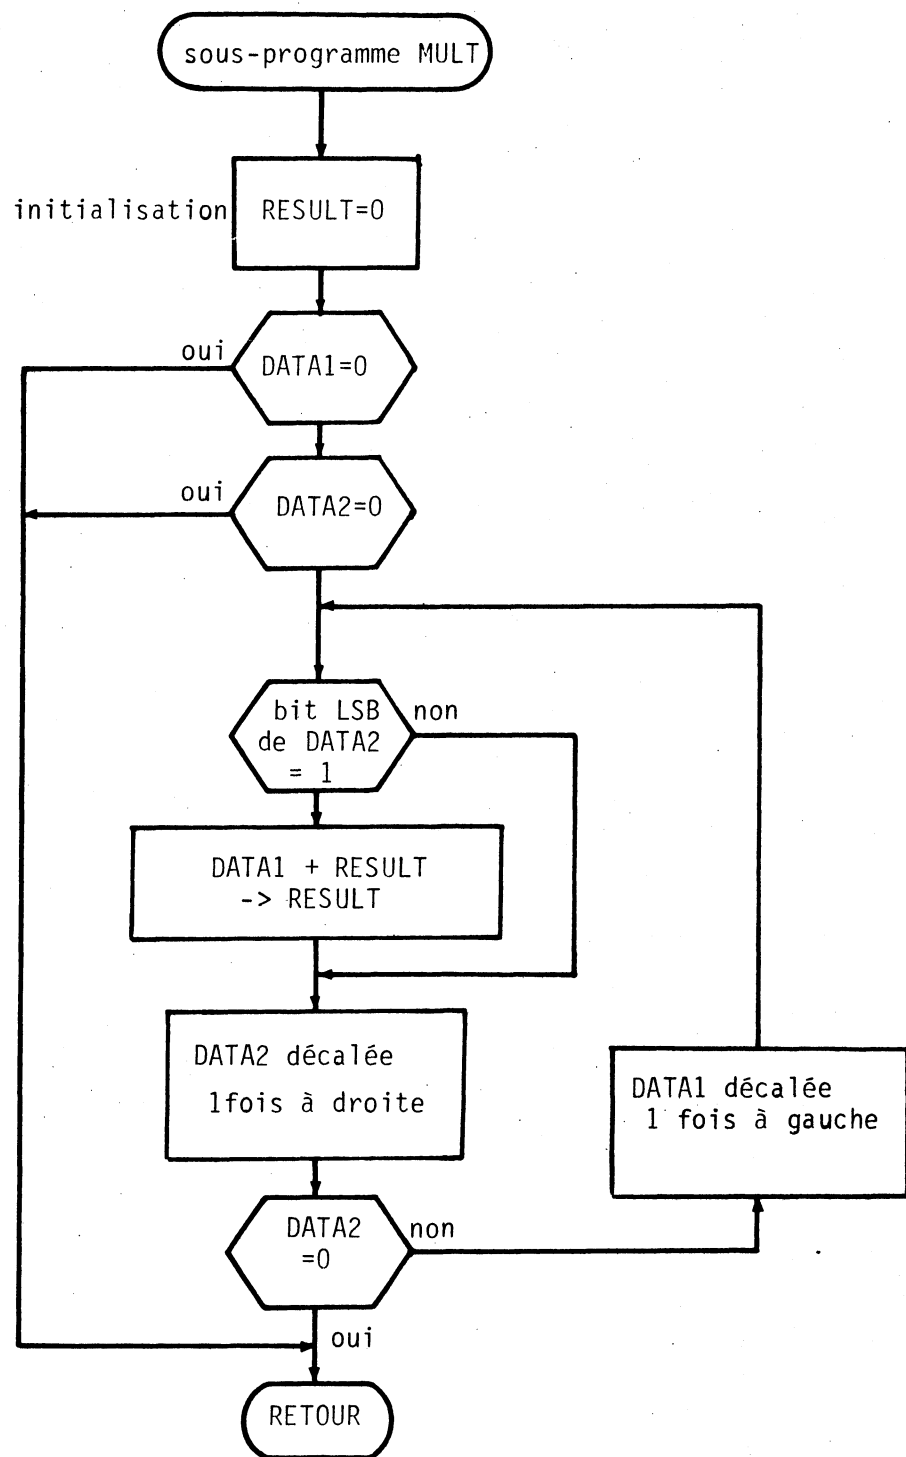 sous-programme MULT
initialisation
RESULT=0
oui
DATA1=0
oui
DATA2=0
bit LSB
de DATA2
= 1
non
DATA1 + RESULT
-> RESULT
DATA2 décalée
1fois à droite
DATA1 décalée
1 fois à gauche
DATA2
=0
non
oui
RETOUR